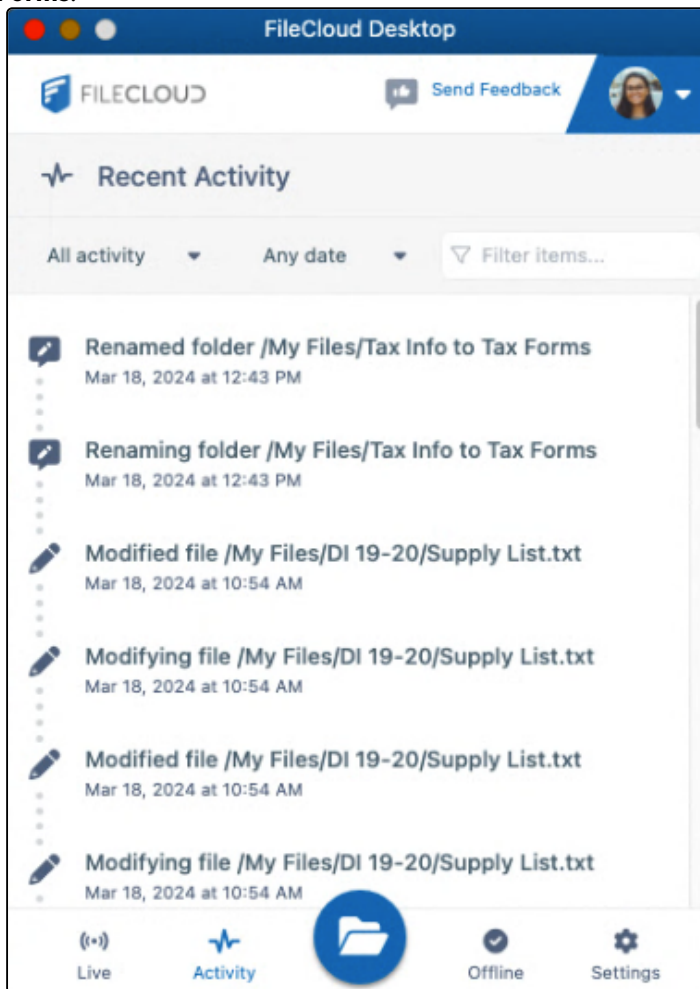 orms.
FileCloud Desktop
FILECLOUD
Send Feedback
Recent Activity
All activity
Any date
Filter items...
Renamed folder /My Files/Tax Info to Tax Forms
Mar 18, 2024 at 12:43 PM
Renaming folder /My Files/Tax Info to Tax Forms
Mar 18, 2024 at 12:43 PM
Modified file /My Files/DI 19-20/Supply List.txt
Mar 18, 2024 at 10:54 AM
Modifying file /My Files/DI 19-20/Supply List.txt
Mar 18, 2024 at 10:54 AM
Modified file /My Files/DI 19-20/Supply List.txt
Mar 18, 2024 at 10:54 AM
Modifying file /My Files/DI 19-20/Supply List.txt
Mar 18, 2024 at 10:54 AM
Live
Activity
Offline
Settings